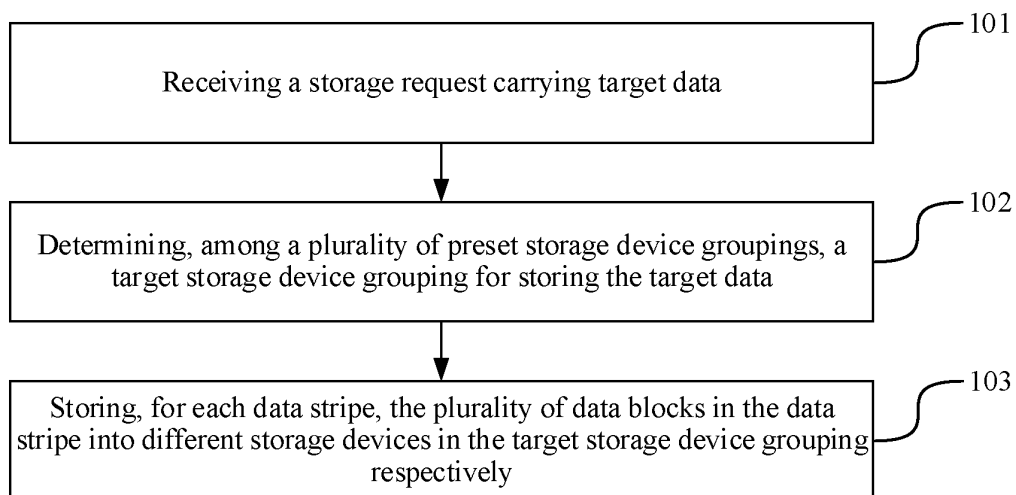 101
Receiving a storage request carrying target data
102
Determining, among a plurality of preset storage device groupings, a
target storage device grouping for storing the target data
103
Storing, for each data stripe, the plurality of data blocks in the data
stripe into different storage devices in the target storage device grouping
respectively